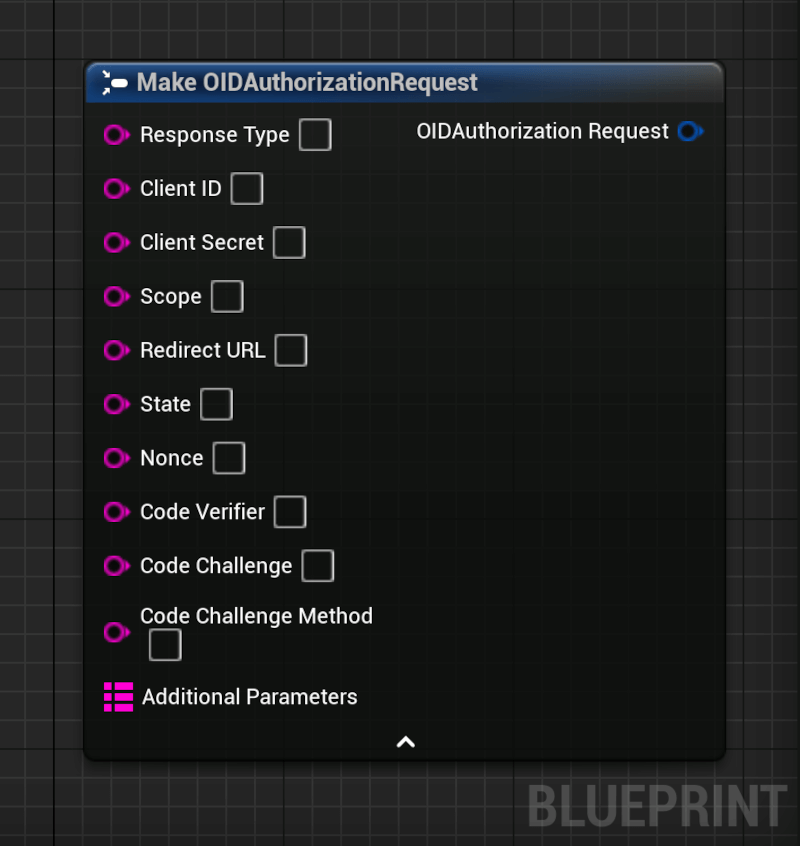 Make OIDAuthorizationRequest
Response Type
OIDAuthorization Request
Client ID
Client Secret
Scope
Redirect URL
State
Nonce
Code Verifier
Code Challenge
Code Challenge Method
Additional Parameters
BLUEPRINT